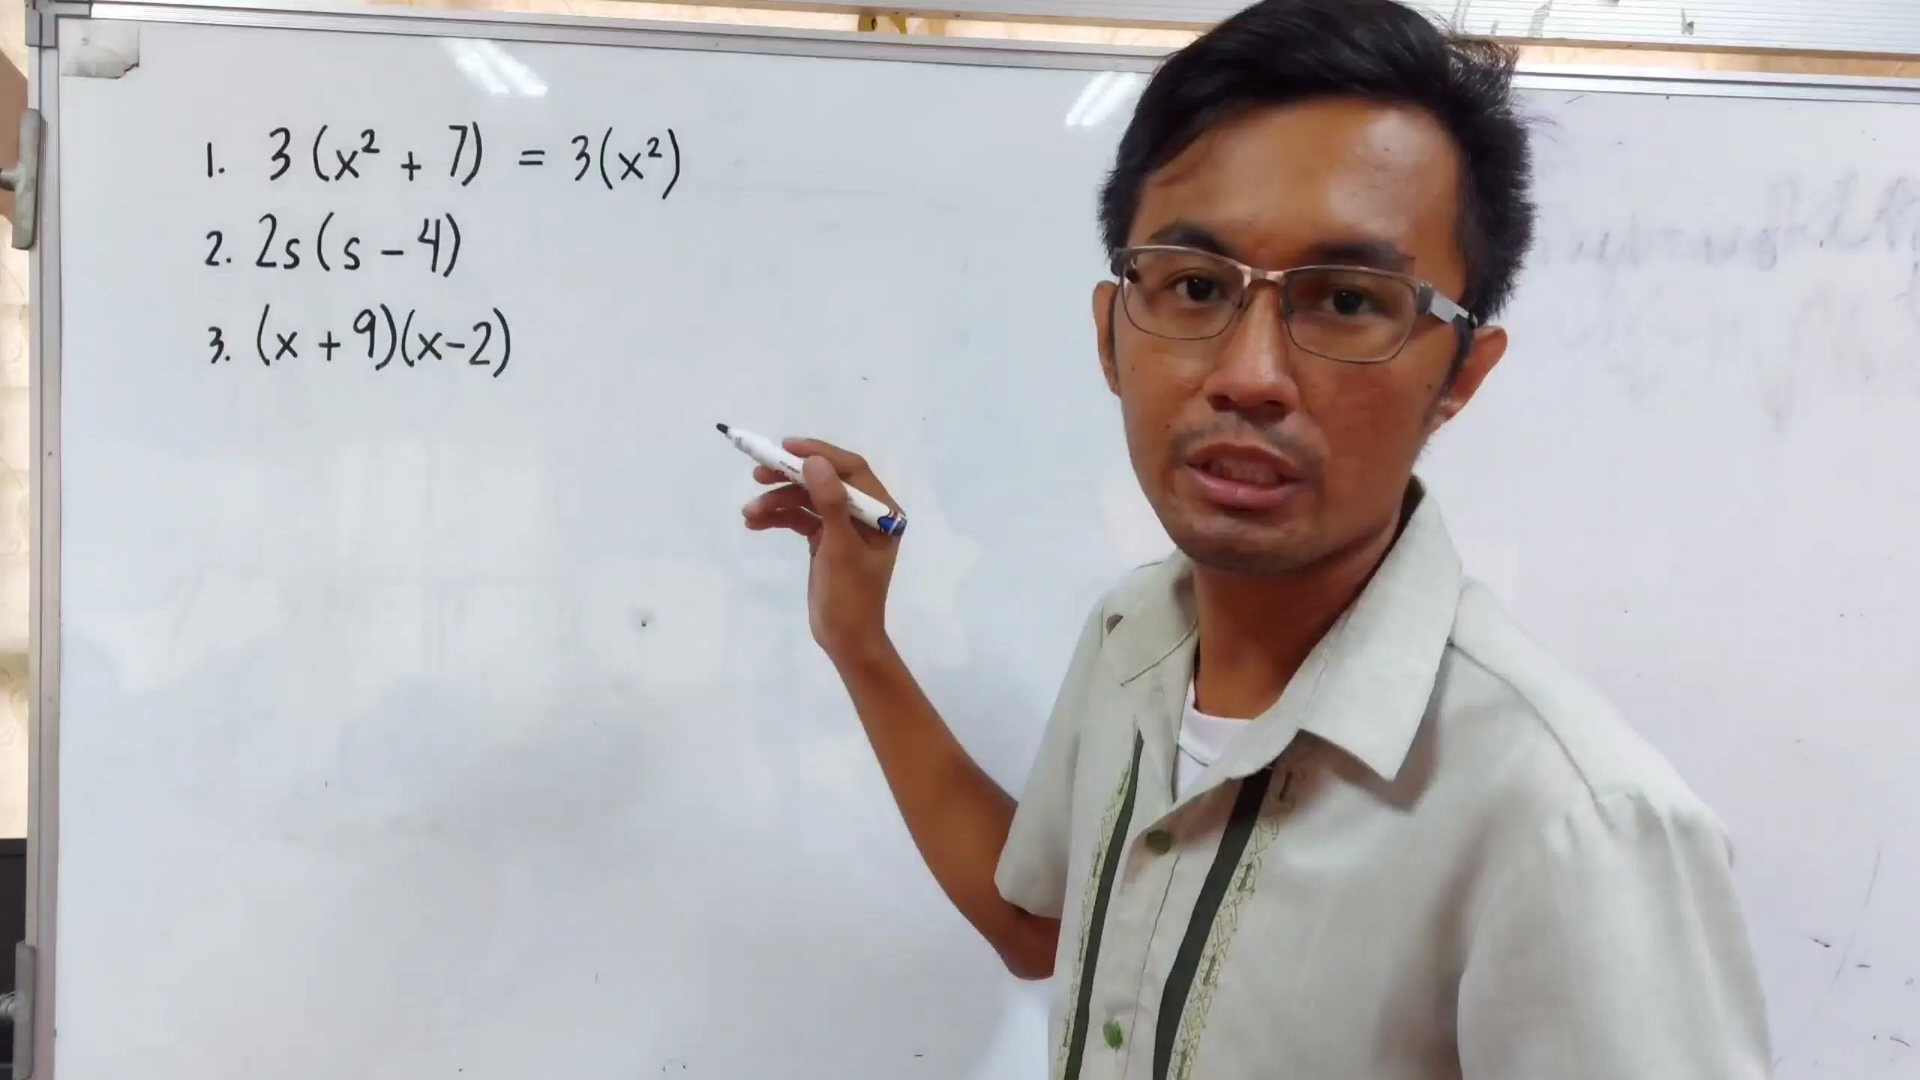 1. 3(x² + 7) = 3(x²)
2. 2s(s - 4)
3. (x + 9)(x-2)